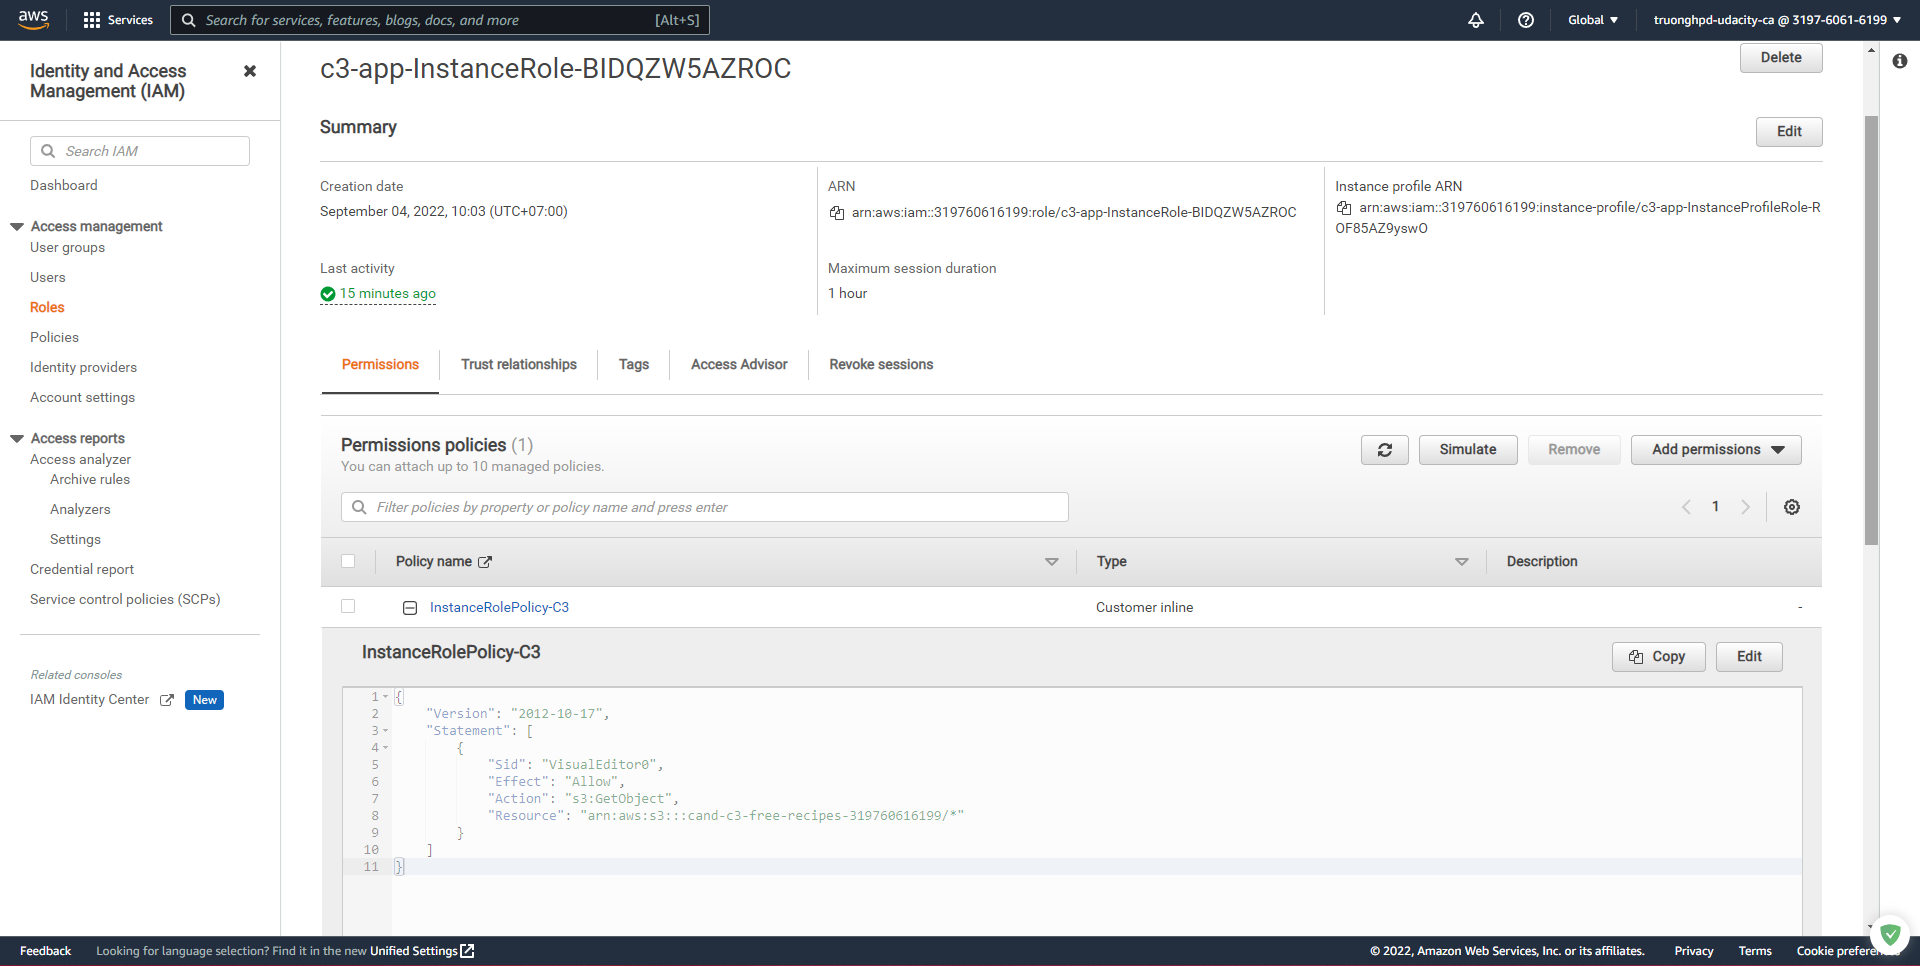 aws
Services
Search for services, features, blogs, docs, and more
[Alt+S]
Global
truonghpd-udacity-ca @ 3197-6061-6199
Identity and Access
Management (IAM)
Search IAM
Dashboard
Access management
User groups
Users
Roles
Policies
Identity providers
Account settings
Access reports
Access analyzer
Archive rules
Analyzers
Settings
Credential report
Service control policies (SCPs)
Related consoles
IAM Identity Center New
c3-app-InstanceRole-BIDQZW5AZROC
Delete
Summary
Edit
Creation date
September 04, 2022, 10:03 (UTC+07:00)
ARN
arn:aws:iam::319760616199:role/c3-app-InstanceRole-BIDQZW5AZROC
Instance profile ARN
arn:aws:iam::319760616199:instance-profile/c3-app-InstanceProfileRole-R
OF85AZ9yswO
Last activity
15 minutes ago
Maximum session duration
1 hour
Permissions
Trust relationships
Tags
Access Advisor
Revoke sessions
Permissions policies (1)
You can attach up to 10 managed policies.
Simulate
Remove
Add permissions
Filter policies by property or policy name and press enter
1
Policy name
Type
Description
InstanceRolePolicy-C3
Customer inline
-
InstanceRolePolicy-C3
Copy
Edit
1 {
2 "Version": "2012-10-17",
3 "Statement": [
4 {
5 "Sid": "VisualEditor0",
6 "Effect": "Allow",
7 "Action": "s3:GetObject",
8 "Resource": "arn:aws:s3:::cand-c3-free-recipes-319760616199/*"
9 }
10 ]
11 }
Feedback
Looking for language selection? Find it in the new Unified Settings
© 2022, Amazon Web Services, Inc. or its affiliates.
Privacy
Terms
Cookie